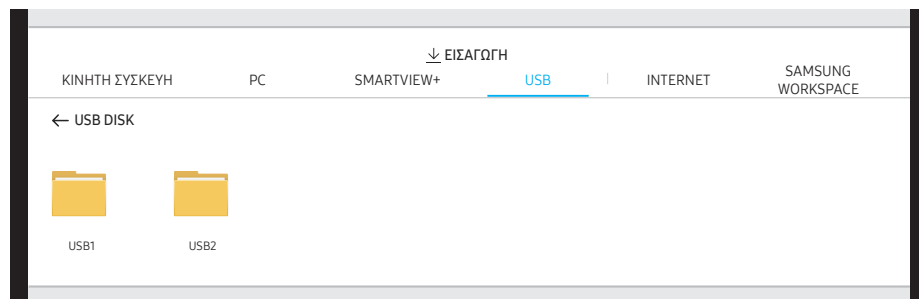 ΕΙΣΑΓΩΓΗ
ΚΙΝΗΤΗ ΣΥΣΚΕΥΗ PC SMARTVIEW+ USB INTERNET SAMSUNG WORKSPACE
USB DISK
USB1 USB2